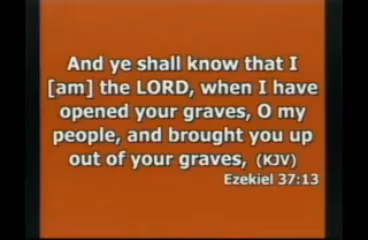 And ye shall know that I
[am] the LORD, when I have
opened your graves, O my
people, and brought you up
out of your graves, (KJV)
Ezekiel 37:13